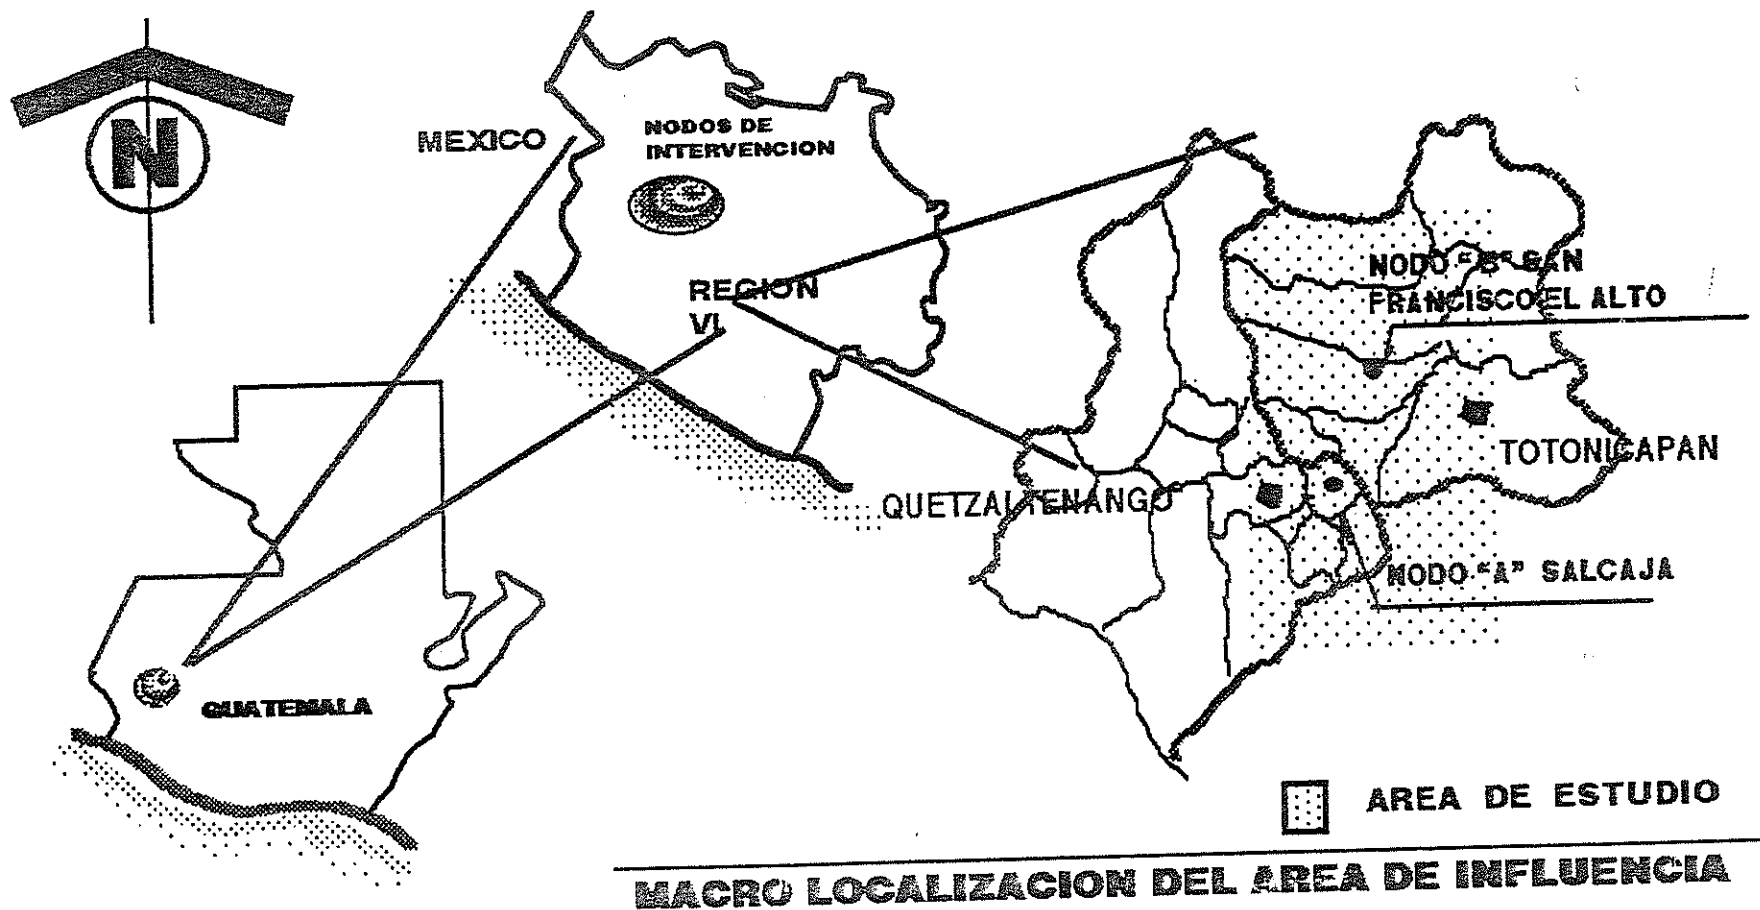 N
MEXICO
NODOS DE
INTERVENCION
REGION
VI
NODO "B" SAN
FRANCISCO EL ALTO
TOTONICAPAN
QUETZALTENANGO
NODO "A" SALCAJA
GUATEMALA
AREA DE ESTUDIO
MACRO LOCALIZACION DEL AREA DE INFLUENCIA